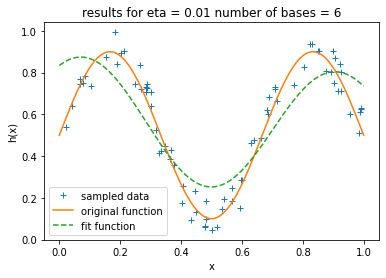 results for eta = 0.01 number of bases = 6
h(x)
1.0
0.8
0.6
0.4
0.2
0.0
sampled data
original function
fit function
0.0 0.2 0.4 0.6 0.8 1.0
x